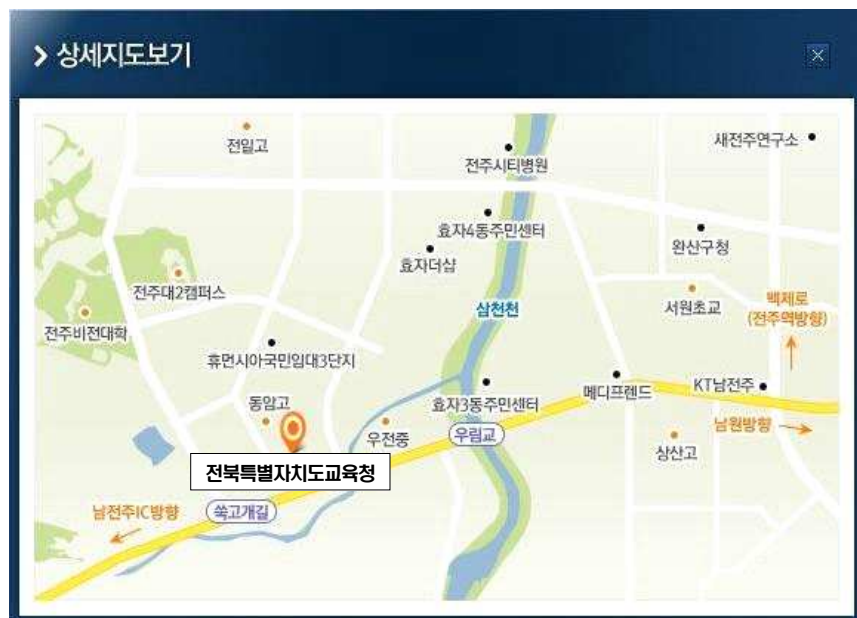 상세지도보기
전일고
전주시티병원
새전주연구소
효자4동주민센터
완산구청
효자더샵
전주대2캠퍼스
삼천천
서원초교
백제로
(전주역방향)
전주비전대학
휴먼시아국민임대3단지
메디프렌드
KT남전주
동암고
효자3동주민센터
우전중
우림교
남원방향
상산고
전북특별자치도교육청
남전주IC방향
쑥고개길